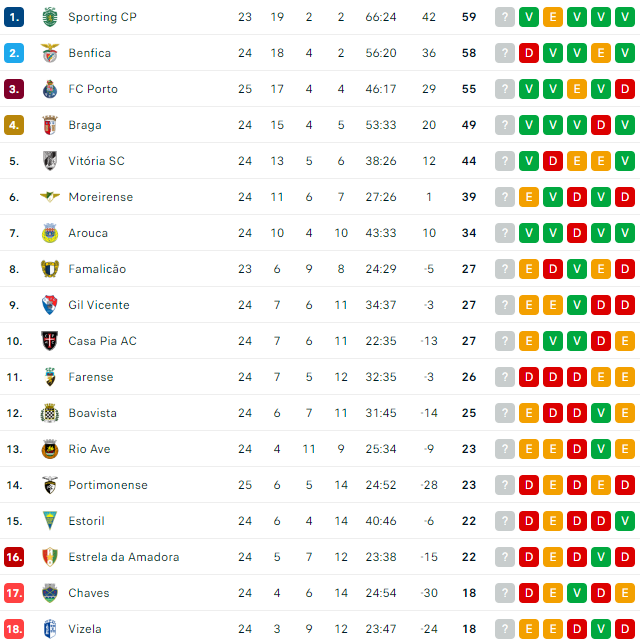 1. Sporting CP 23 19 2 2 66:24 42 59 ? V E V V V
2. Benfica 24 18 4 2 56:20 36 58 ? D V V E V
3. FC Porto 25 17 4 4 46:17 29 55 ? V V E V D
4. Braga 24 15 4 5 53:33 20 49 ? V V V D V
5. Vitória SC 24 13 5 6 38:26 12 44 ? V D E E V
6. Moreirense 24 11 6 7 27:26 1 39 ? E V D V D
7. Arouca 24 10 4 10 43:33 10 34 ? V V D V V
8. Famalicão 23 6 9 8 24:29 -5 27 ? E D V E D
9. Gil Vicente 24 7 6 11 34:37 -3 27 ? E E V D D
10. Casa Pia AC 24 7 6 11 22:35 -13 27 ? E V V D E
11. Farense 24 7 5 12 32:35 -3 26 ? D D D E E
12. Boavista 24 6 7 11 31:45 -14 25 ? E D D V E
13. Rio Ave 24 4 11 9 25:34 -9 23 ? E E D V E
14. Portimonense 25 6 5 14 24:52 -28 23 ? D E D E D
15. Estoril 24 6 4 14 40:46 -6 22 ? D E D D V
16. Estrela da Amadora 24 5 7 12 23:38 -15 22 ? D E D V D
17. Chaves 24 4 6 14 24:54 -30 18 ? D E V D E
18. Vizela 24 3 9 12 23:47 -24 18 ? E E D V D